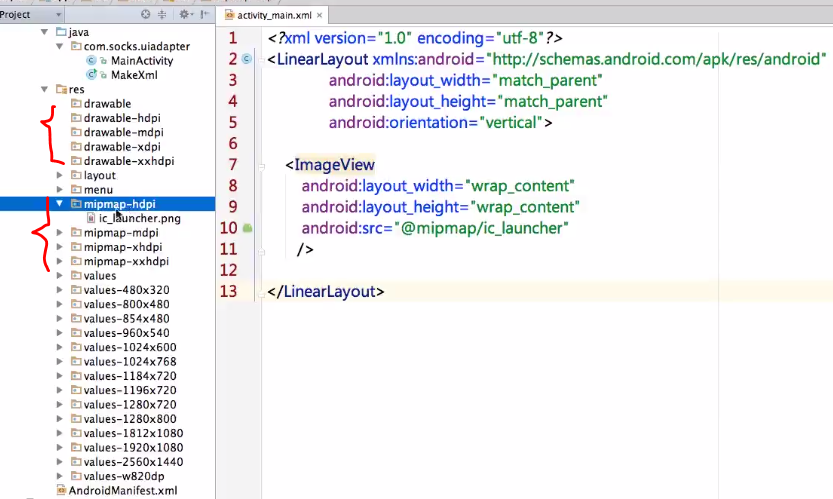 Project
java
com.socks.uiadapter
MainActivity
MakeXml
res
drawable
drawable-hdpi
drawable-mdpi
drawable-xdpi
drawable-xxhdpi
layout
menu
mipmap-hdpi
ic_launcher.png
mipmap-mdpi
mipmap-xhdpi
mipmap-xxhdpi
values
values-480x320
values-800x480
values-854x480
values-960x540
values-1024x600
values-1024x768
values-1184x720
values-1196x720
values-1280x720
values-1280x800
values-1812x1080
values-1920x1080
values-2560x1440
values-w820dp
AndroidManifest.xml
activity_main.xml
1 <?xml version="1.0" encoding="utf-8"?>
2 <LinearLayout xmlns:android="http://schemas.android.com/apk/res/android"
3 android:layout_width="match_parent"
4 android:layout_height="match_parent"
5 android:orientation="vertical">
6
7 <ImageView
8 android:layout_width="wrap_content"
9 android:layout_height="wrap_content"
10 android:src="@mipmap/ic_launcher"
11 />
12
13 </LinearLayout>